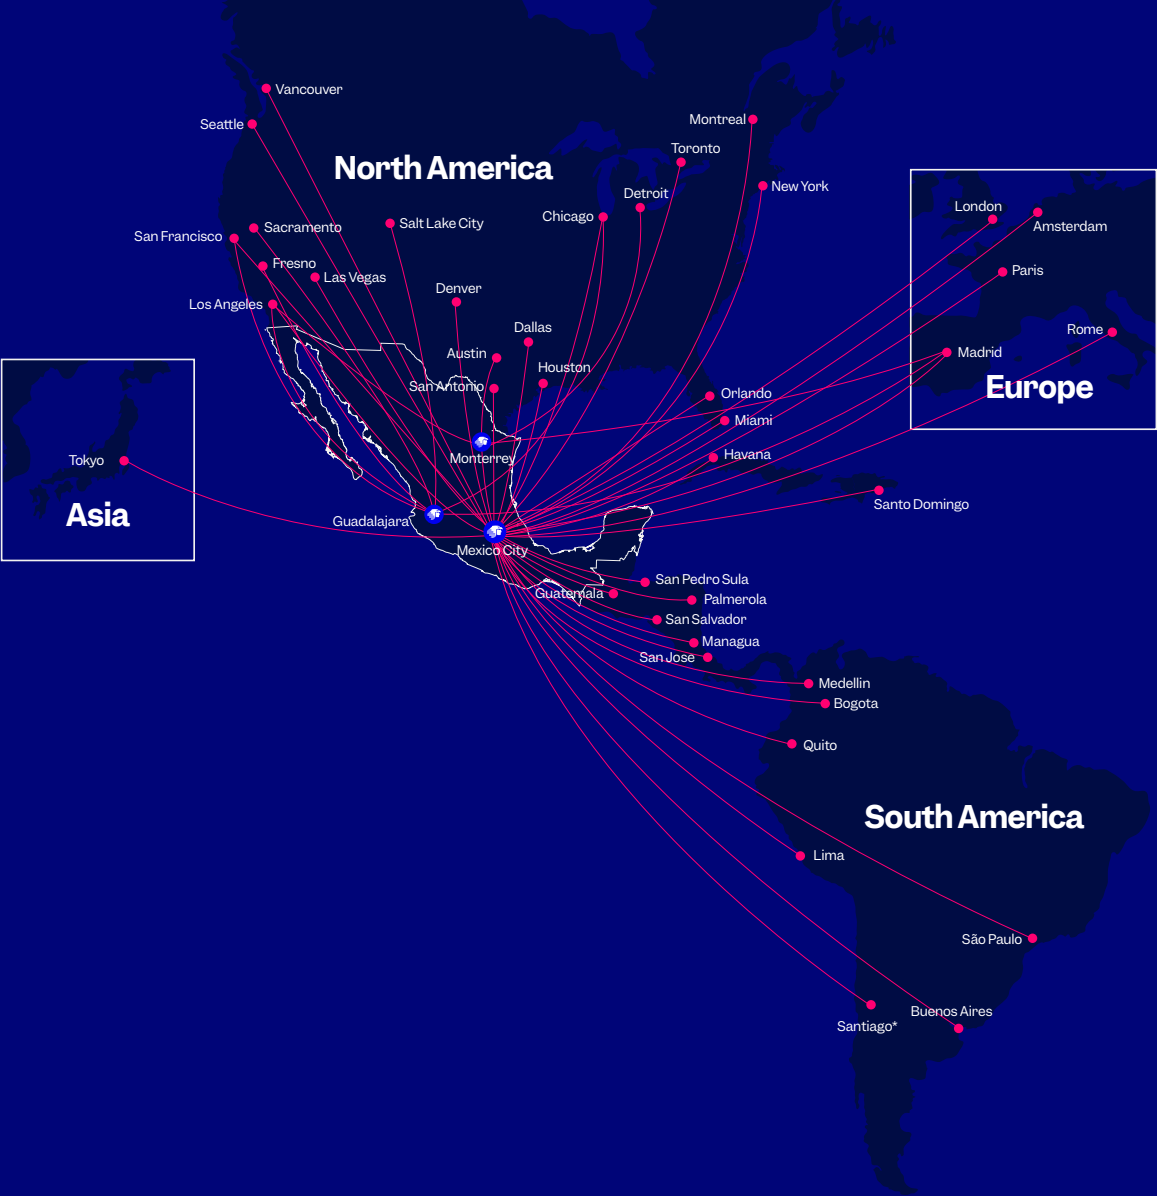 Vancouver
Seattle
Montreal
North America
Toronto
New York
Detroit
London
Chicago
Salt Lake City
Sacramento
Amsterdam
San Francisco
Fresno
Las Vegas
Paris
Denver
Los Angeles
Dallas
Rome
Austin
Madrid
Houston
San Antonio
Europe
Orlando
Miami
Monterrey
Havana
Tokyo
Asia
Santo Domingo
Guadalajara
Mexico City
San Pedro Sula
Guatemala
Palmerola
San Salvador
Managua
San Jose
Medellin
Bogota
Quito
South America
Lima
São Paulo
Buenos Aires
Santiago*